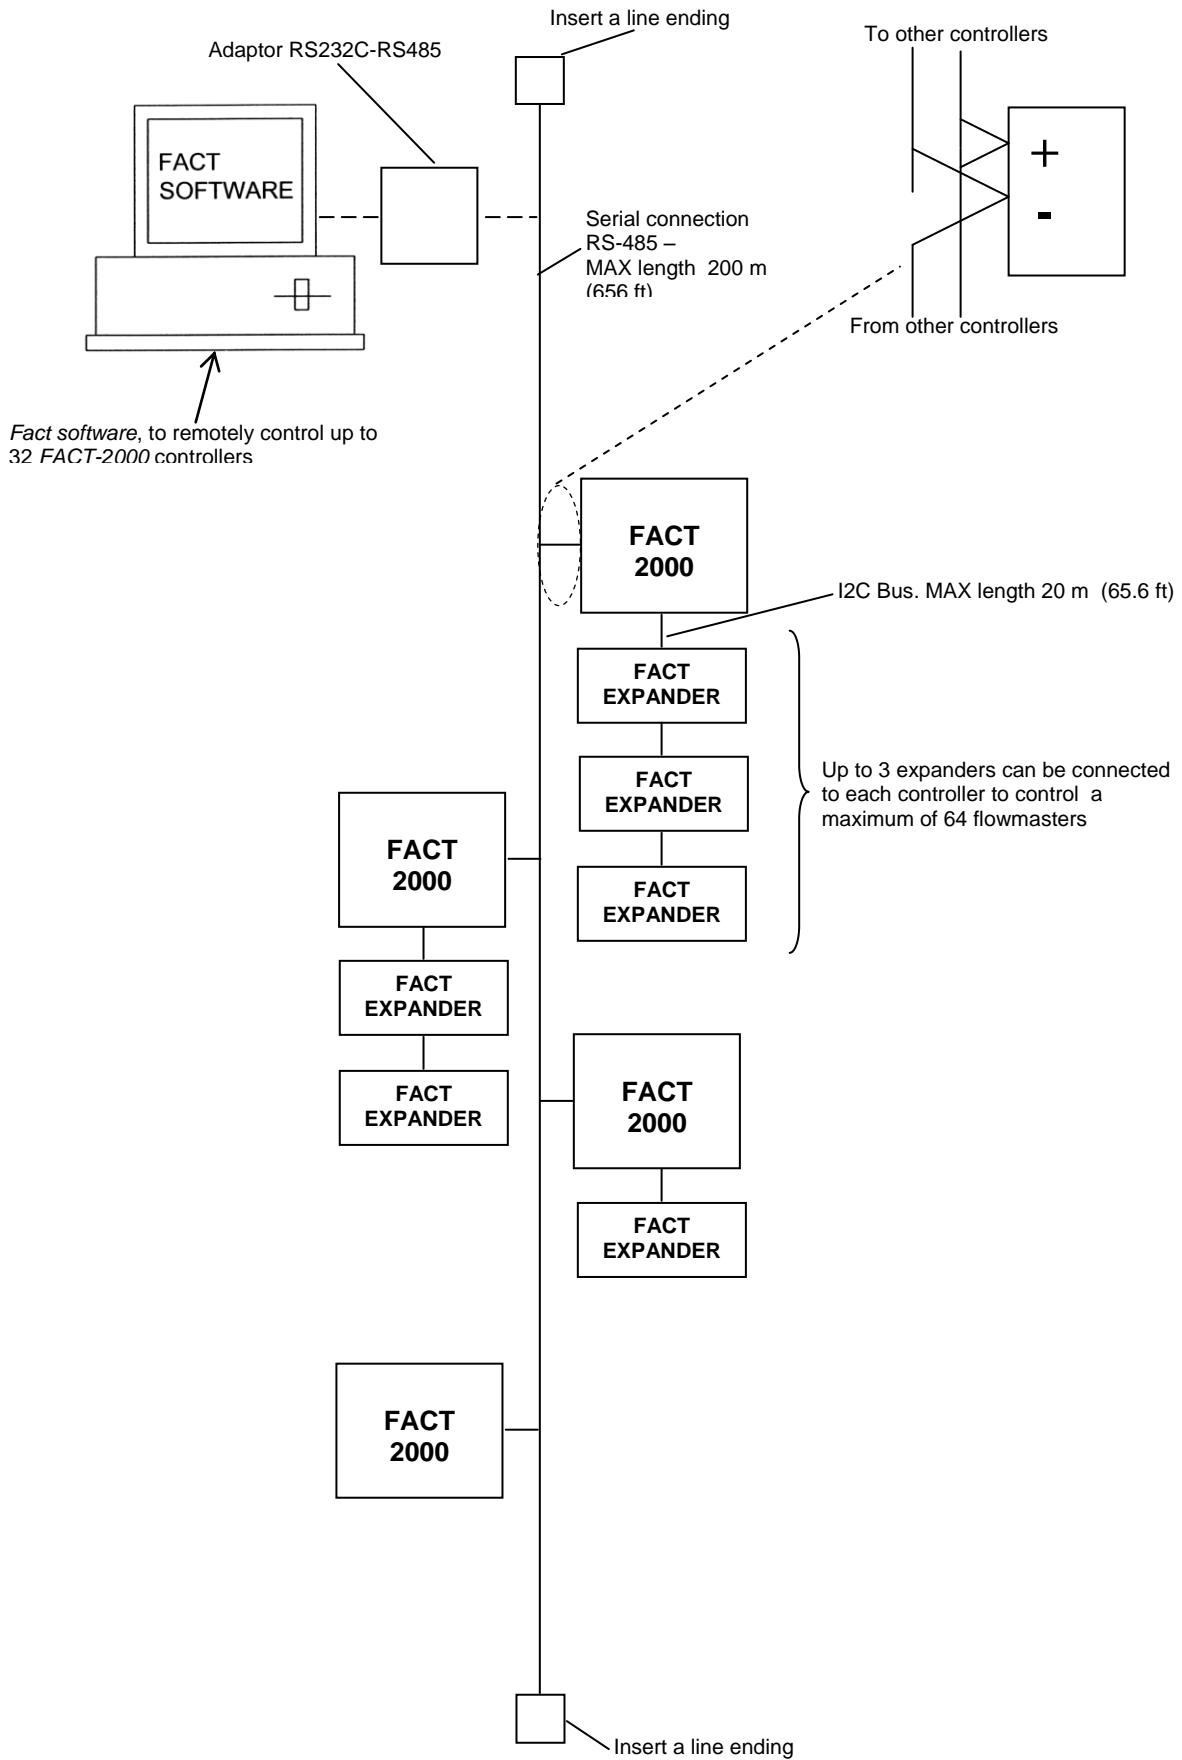 Insert a line ending
Adaptor RS232C-RS485
To other controllers
FACT
SOFTWARE
+
-
Serial connection
RS-485 –
MAX length 200 m
(656 ft)
From other controllers
Fact software, to remotely control up to
32 FACT-2000 controllers
FACT
2000
I2C Bus. MAX length 20 m (65.6 ft)
FACT
EXPANDER
FACT
EXPANDER
FACT
EXPANDER
Up to 3 expanders can be connected
to each controller to control a
maximum of 64 flowmasters
FACT
2000
FACT
EXPANDER
FACT
EXPANDER
FACT
2000
FACT
EXPANDER
FACT
2000
Insert a line ending